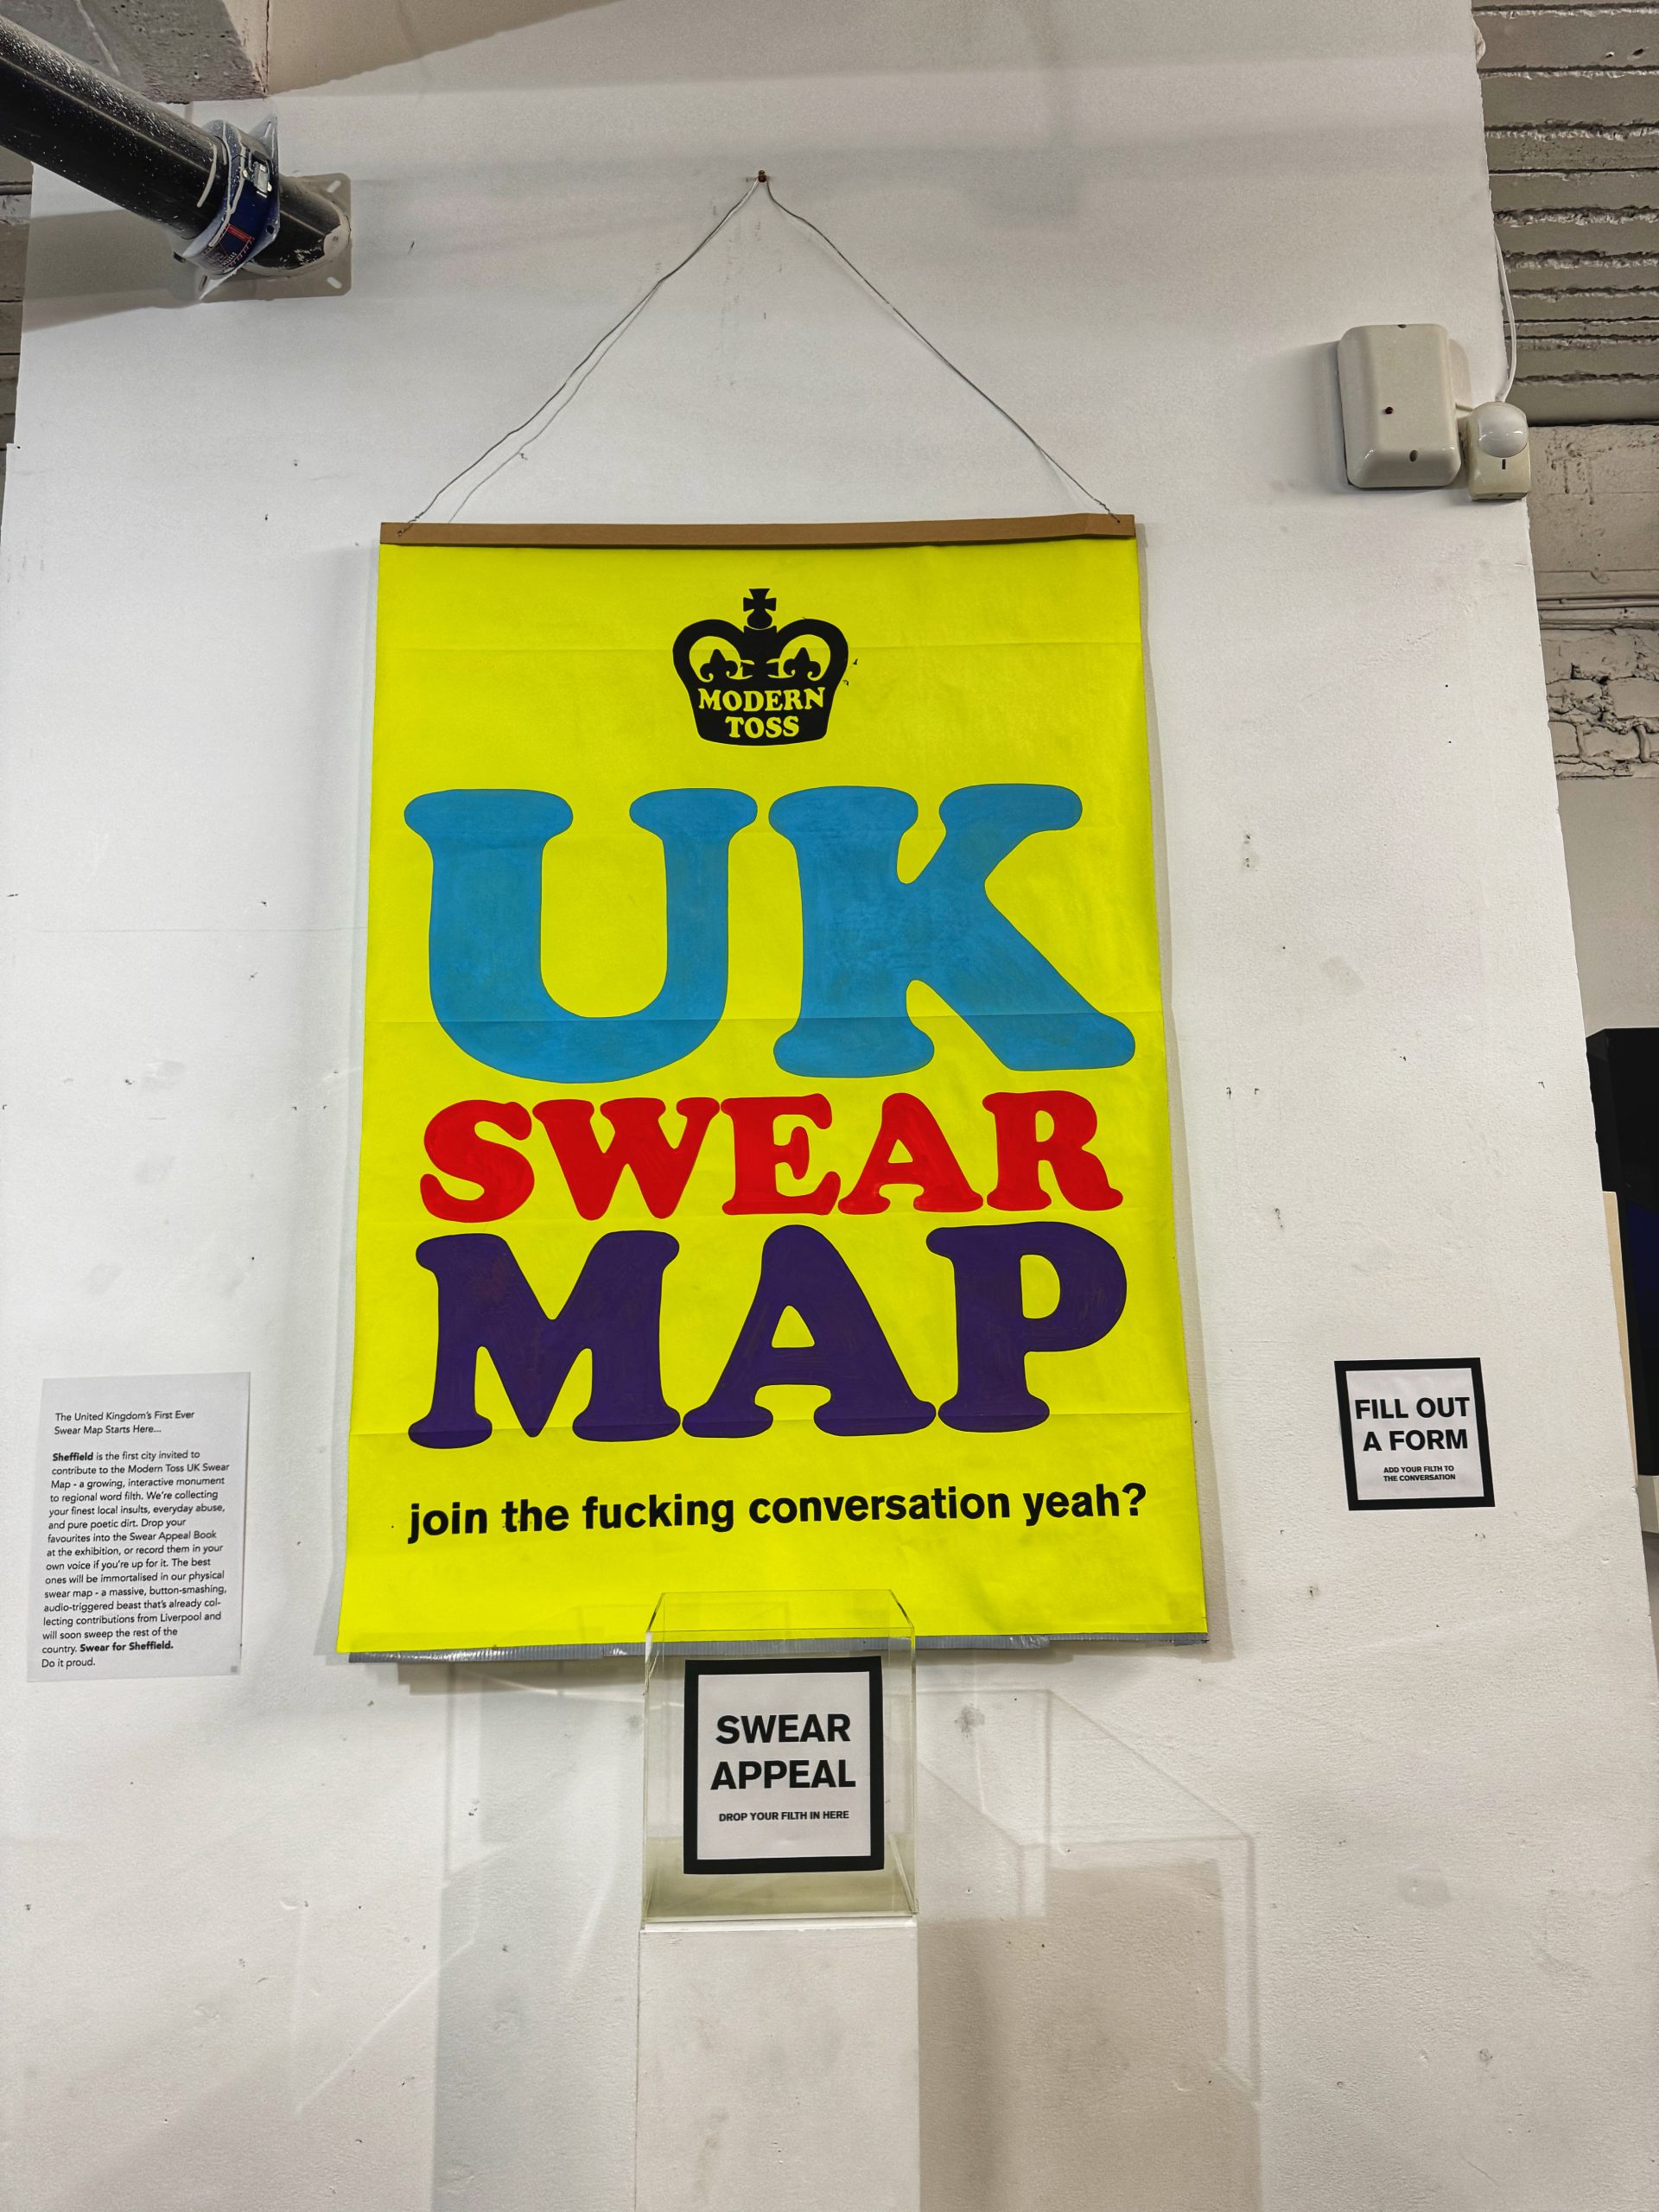 MODERN
TOSS
UK
SWEAR
MAP
join the fucking conversation yeah?
The United Kingdom's First Ever
Swear Map Starts Here...
Sheffield is the first city invited to
contribute to the Modern Toss UK Swear
Map - a growing, interactive monument
to regional word filth. We're collecting
your finest local insults, everyday abuse,
and pure poetic dirt. Drop your
favourites into the Swear Appeal Book
at the exhibition, or record them in your
own voice if you're up for it. The best
ones will be immortalised in our physical
swear map - a massive, button-smashing,
audio-triggered beast that's already col-
lecting contributions from Liverpool and
will soon sweep the rest of the
country. Swear for Sheffield.
Do it proud.
FILL OUT
A FORM
ADD YOUR FILTH TO
THE CONVERSATION
SWEAR
APPEAL
DROP YOUR FILTH IN HERE